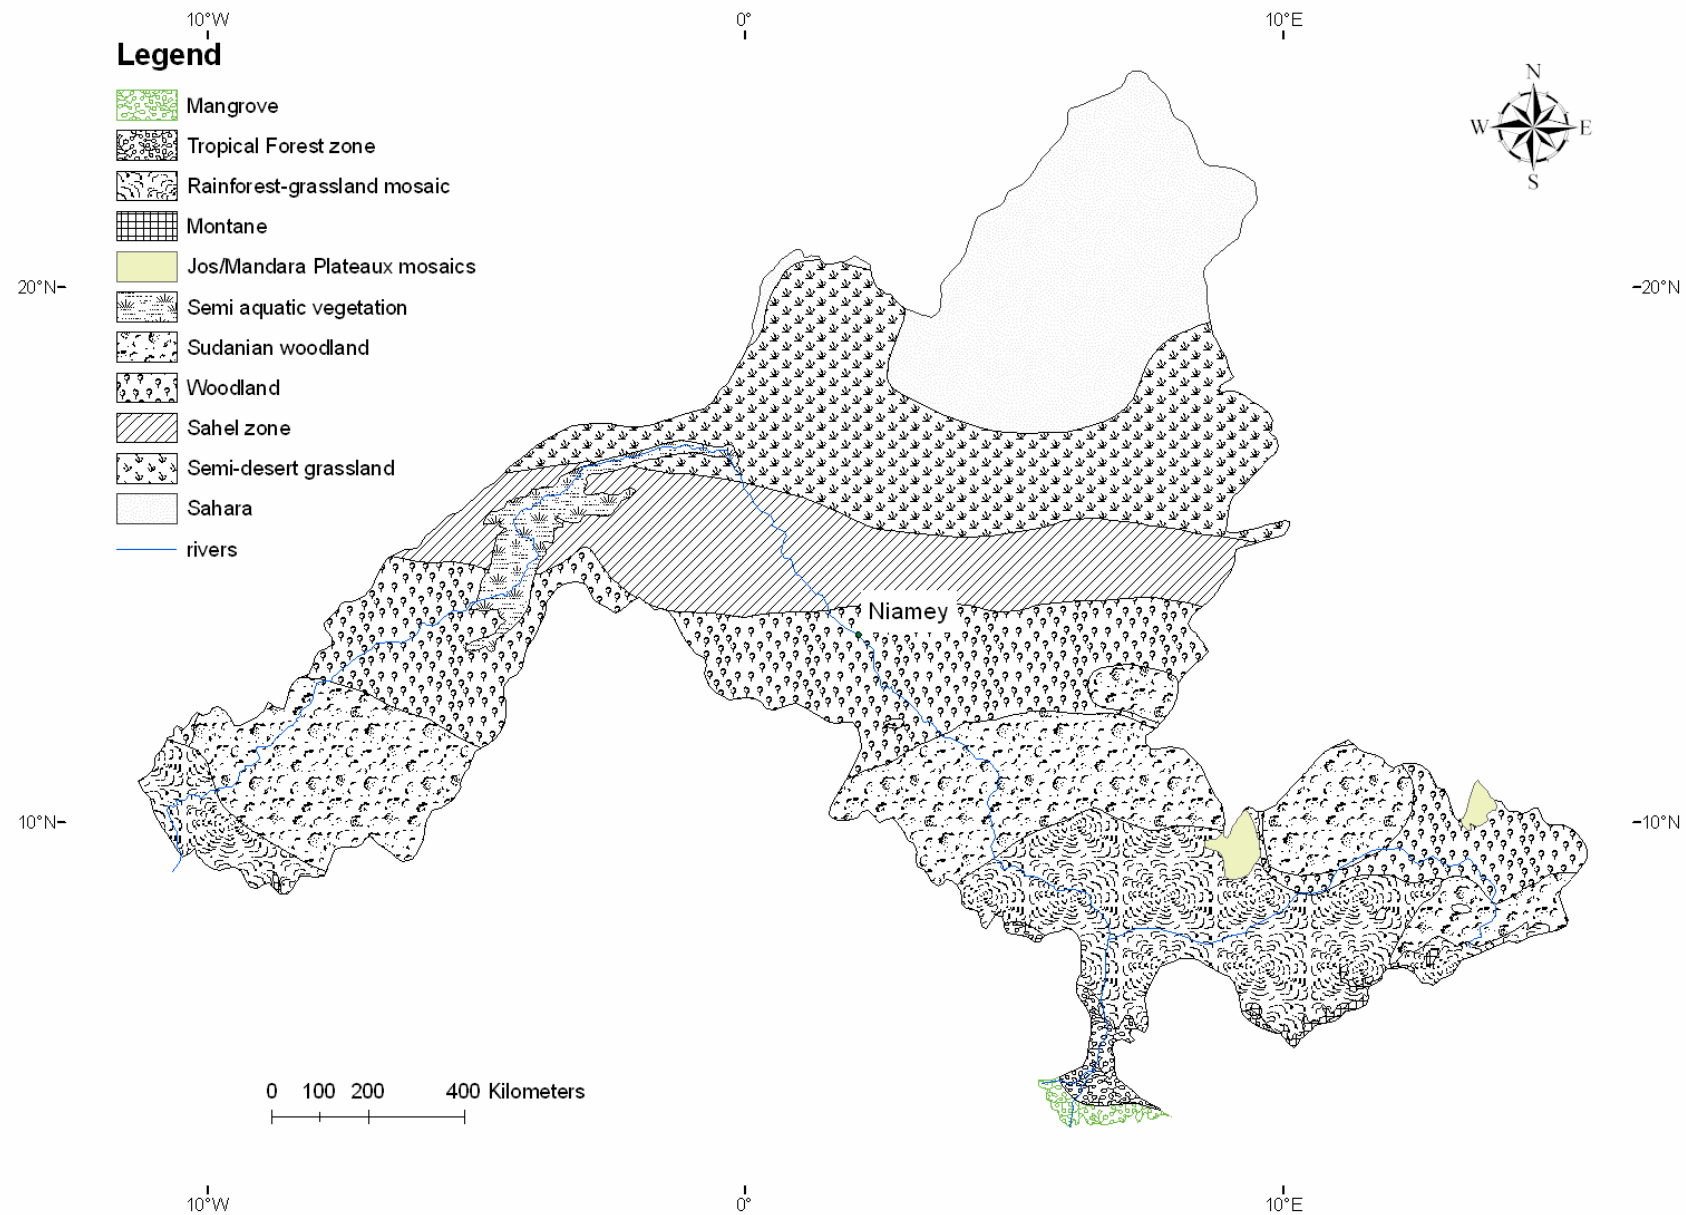 10°W 0° 10°E
Legend
Mangrove
Tropical Forest zone
Rainforest-grassland mosaic
Montane
Jos/Mandara Plateaux mosaics
Semi aquatic vegetation
Sudanian woodland
Woodland
Sahel zone
Semi-desert grassland
Sahara
rivers
N
W E
S
20°N 20°N
Niamey
10°N 10°N
0 100 200 400 Kilometers
10°W 0° 10°E